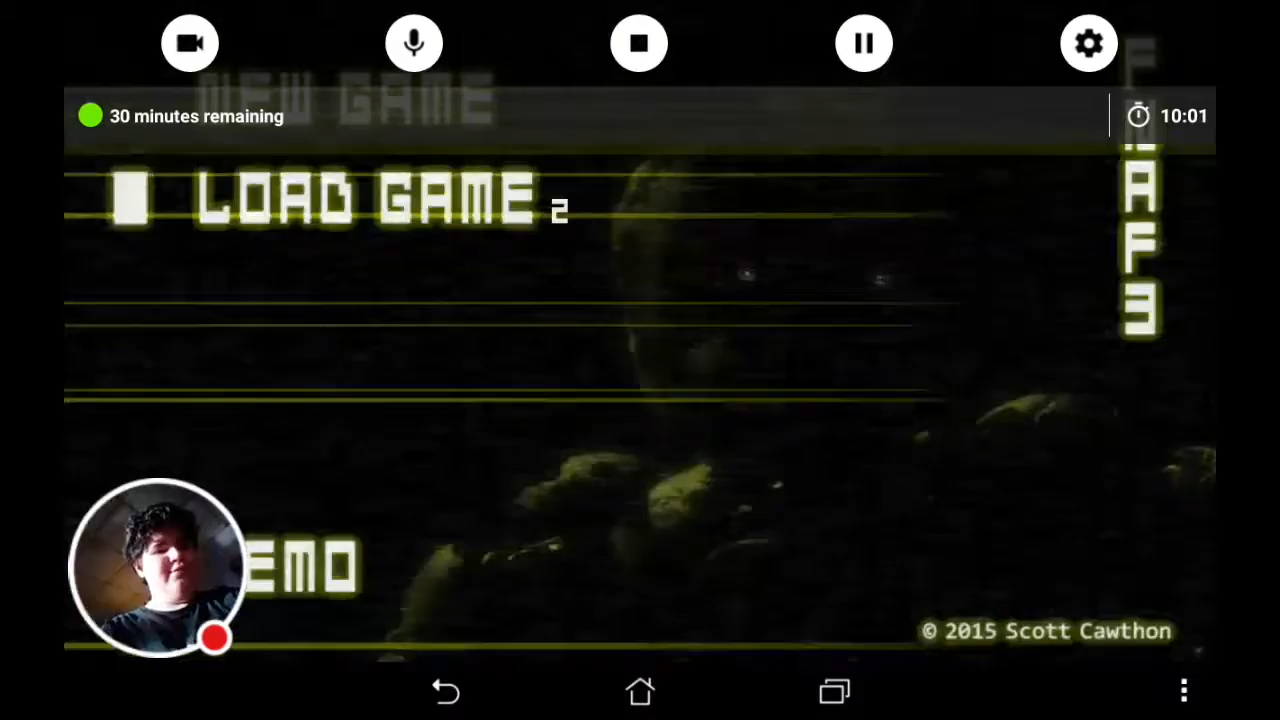 NEW GAME
30 minutes remaining
10:01
LOAD GAME 2
FNAF3
EMO
© 2015 Scott Cawthon